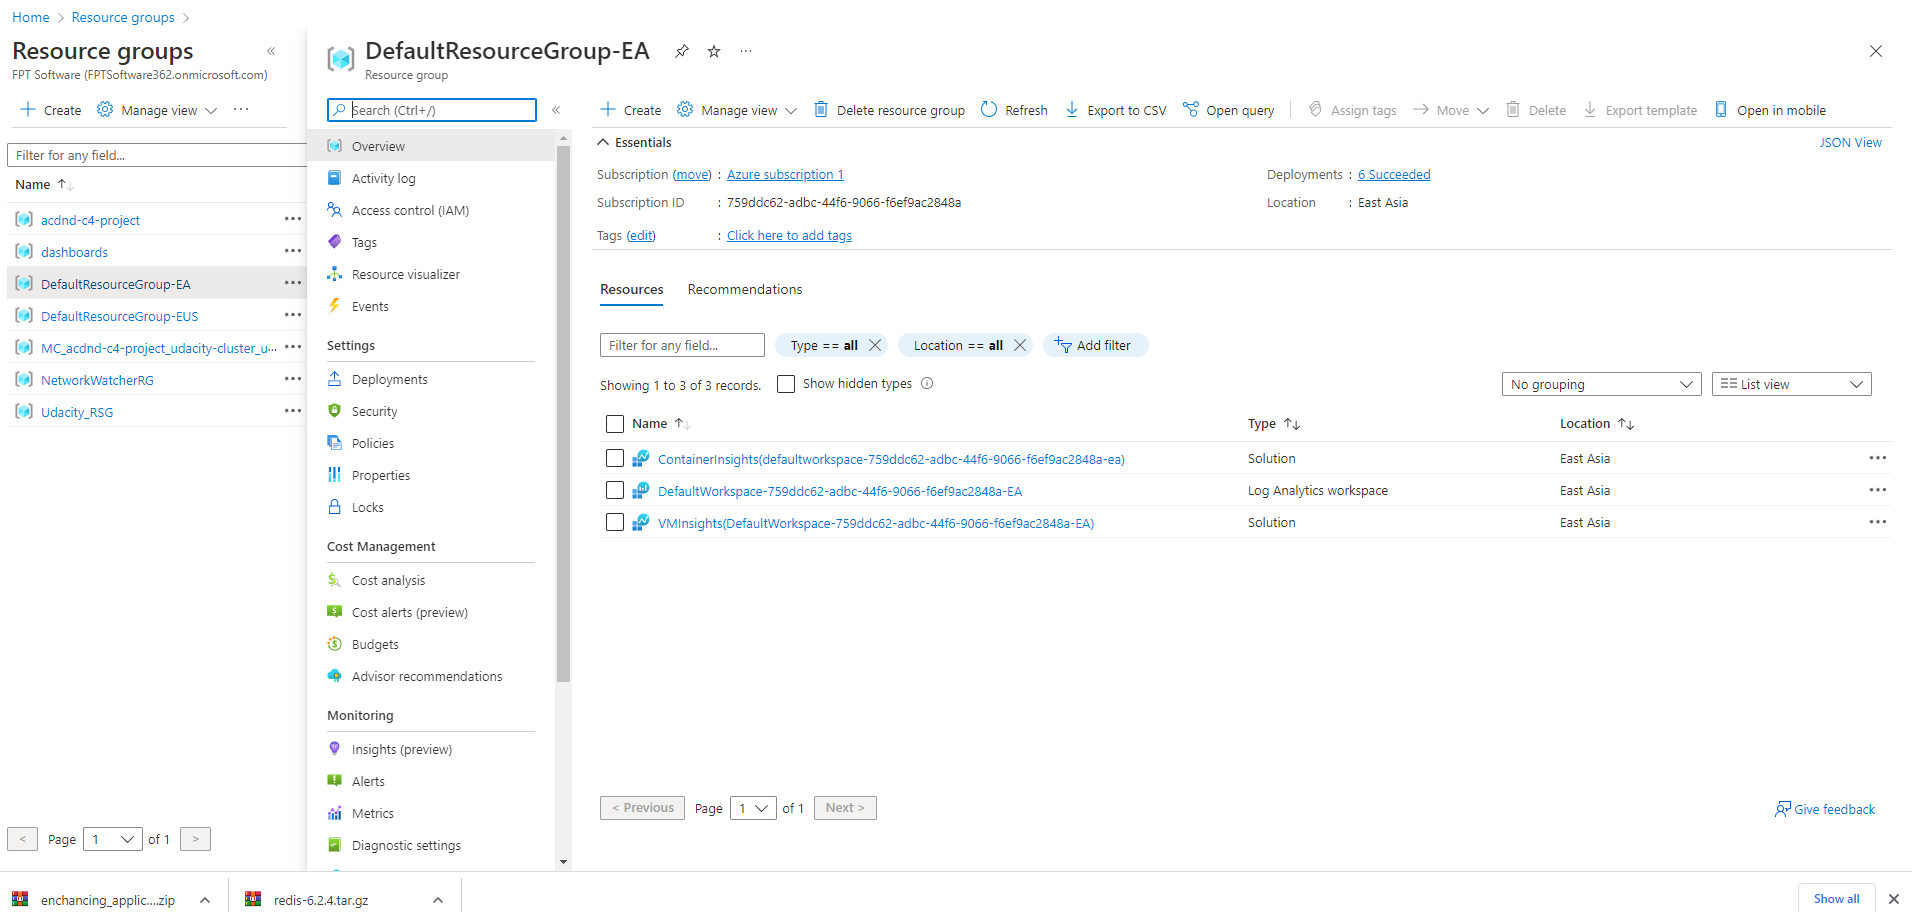 Home > Resource groups >
Resource groups
FPT Software (FPTSoftware362.onmicrosoft.com)
Create Manage view ...
Filter for any field...
Name
acdnd-c4-project
dashboards
DefaultResourceGroup-EA
DefaultResourceGroup-EUS
MC_acdnd-c4-project_udacity-cluster_u...
NetworkWatcherRG
Udacity_RSG
< Page 1 of 1 >
DefaultResourceGroup-EA
Resource group
Search (Ctrl+/)
Overview
Activity log
Access control (IAM)
Tags
Resource visualizer
Events
Settings
Deployments
Security
Policies
Properties
Locks
Cost Management
Cost analysis
Cost alerts (preview)
Budgets
Advisor recommendations
Monitoring
Insights (preview)
Alerts
Metrics
Diagnostic settings
Create Manage view Delete resource group Refresh Export to CSV Open query Assign tags Move Delete Export template Open in mobile
Essentials
JSON View
Subscription (move) : Azure subscription 1
Deployments : 6 Succeeded
Subscription ID : 759ddc62-adbc-44f6-9066-f6ef9ac2848a
Location : East Asia
Tags (edit) : Click here to add tags
Resources Recommendations
Filter for any field... Type == all Location == all Add filter
Showing 1 to 3 of 3 records. Show hidden types No grouping List view
Name Type Location
ContainerInsights(defaultworkspace-759ddc62-adbc-44f6-9066-f6ef9ac2848a-ea) Solution East Asia
DefaultWorkspace-759ddc62-adbc-44f6-9066-f6ef9ac2848a-EA Log Analytics workspace East Asia
VMInsights(DefaultWorkspace-759ddc62-adbc-44f6-9066-f6ef9ac2848a-EA) Solution East Asia
< Previous Page 1 of 1 Next >
Give feedback
enchancing_applic....zip redis-6.2.4.tar.gz Show all